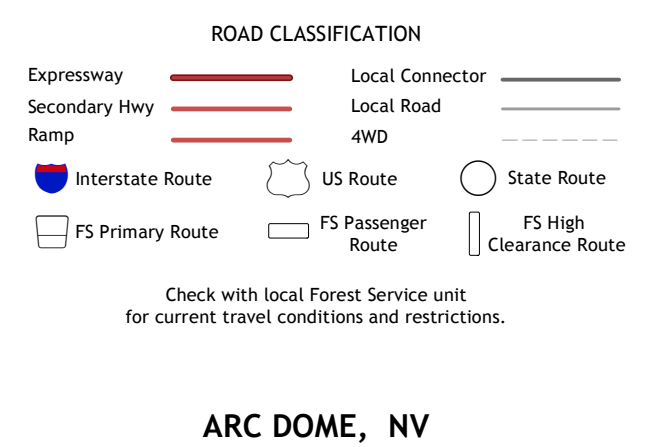 ROAD CLASSIFICATION
Expressway
Local Connector
Secondary Hwy
Local Road
Ramp
4WD
Interstate Route
US Route
State Route
FS Primary Route
FS Passenger
Route
FS High
Clearance Route
Check with local Forest Service unit
for current travel conditions and restrictions.
ARC DOME, NV